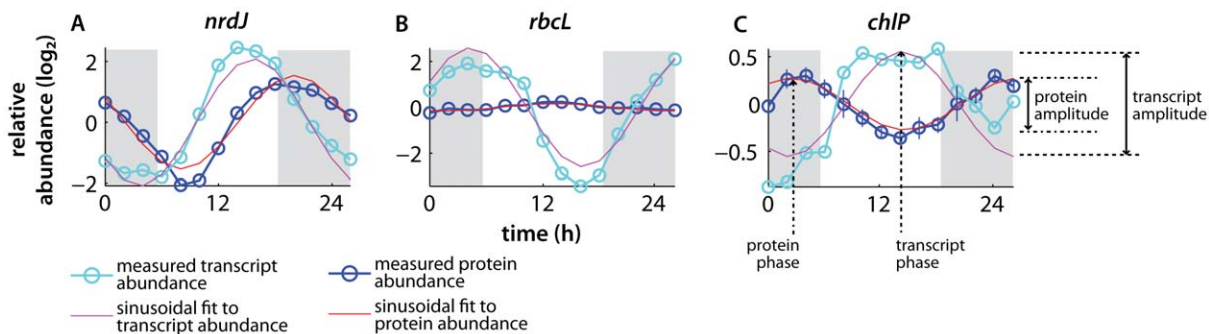 A nrdJ
B rbcL
C chlP
relative
abundance (log₂)
2
0
−2
0 12 24
2
0
−2
0 12 24
0.5
0
−0.5
0 12 24
time (h)
protein
amplitude
transcript
amplitude
protein
phase
transcript
phase
measured transcript
abundance
sinusoidal fit to
transcript abundance
measured protein
abundance
sinusoidal fit to
protein abundance